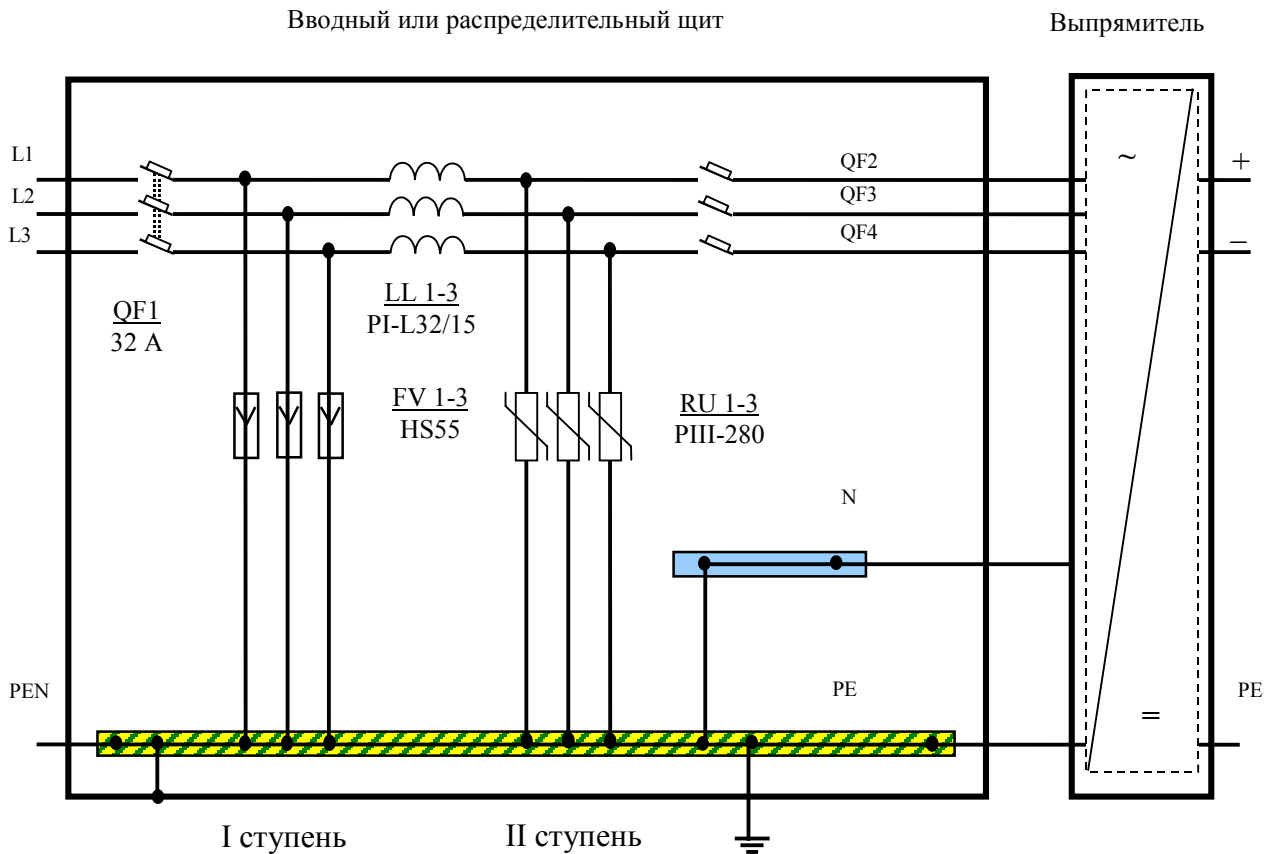 Вводный или распределительный щит
Выпрямитель
L1
QF2
~
+
L2
QF3
L3
QF4
–
LL 1-3
PI-L32/15
QF1
32 A
FV 1-3
HS55
RU 1-3
PIII-280
N
PEN
PE
PE
=
I ступень
II ступень